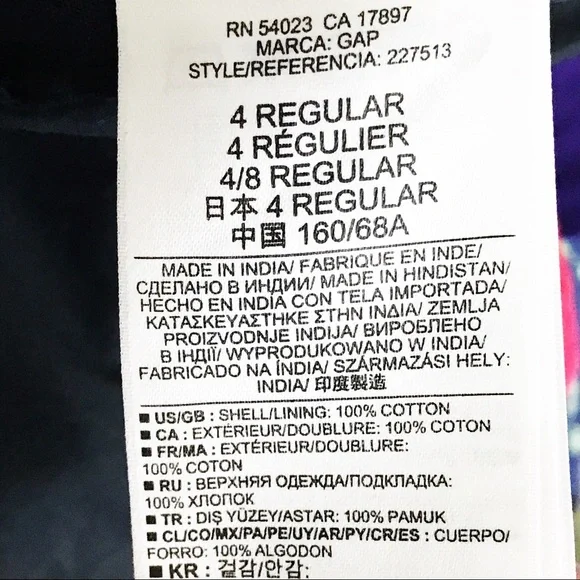 RN 54023 CA 17897
MARCA: GAP
STYLE/REFERENCIA: 227513
4 REGULAR
4 RÉGULIER
4/8 REGULAR
日本 4 REGULAR
中国 160/68A
MADE IN INDIA/ FABRIQUE EN INDE/
СДЕЛАНО В ИНДИИ/ MADE IN HINDISTAN/
HECHO EN INDIA CON TELA IMPORTADA/
ΚΑΤΑΣΚΕΥΑΣΤΗΚΕ ΣΤΗΝ ΙΝΔΙΑ/ ZEMLJA
PROIZVODNJE INDIJA/ ВИРОБЛЕНО
В ІНДІЇ/ WYPRODUKOWANO W INDIA/
FABRICADO NA ÍNDIA/ SZÁRMAZÁSI HELY:
INDIA/ 印度製造
■ US/GB : SHELL/LINING: 100% COTTON
■ CA : EXTÉRIEUR/DOUBLURE: 100% COTON
■ FR/MA : EXTÉRIEUR/DOUBLURE:
100% COTON
■ RU : ВЕРХНЯЯ ОДЕЖДА/ПОДКЛАДКА:
100% ХЛОПОК
■ TR : DIŞ YÜZEY/ASTAR: 100% PAMUK
■ CL/CO/MX/PA/PE/UY/AR/PY/CR/ES : CUERPO/
FORRO: 100% ALGODON
■ KR : 겉감/안감: